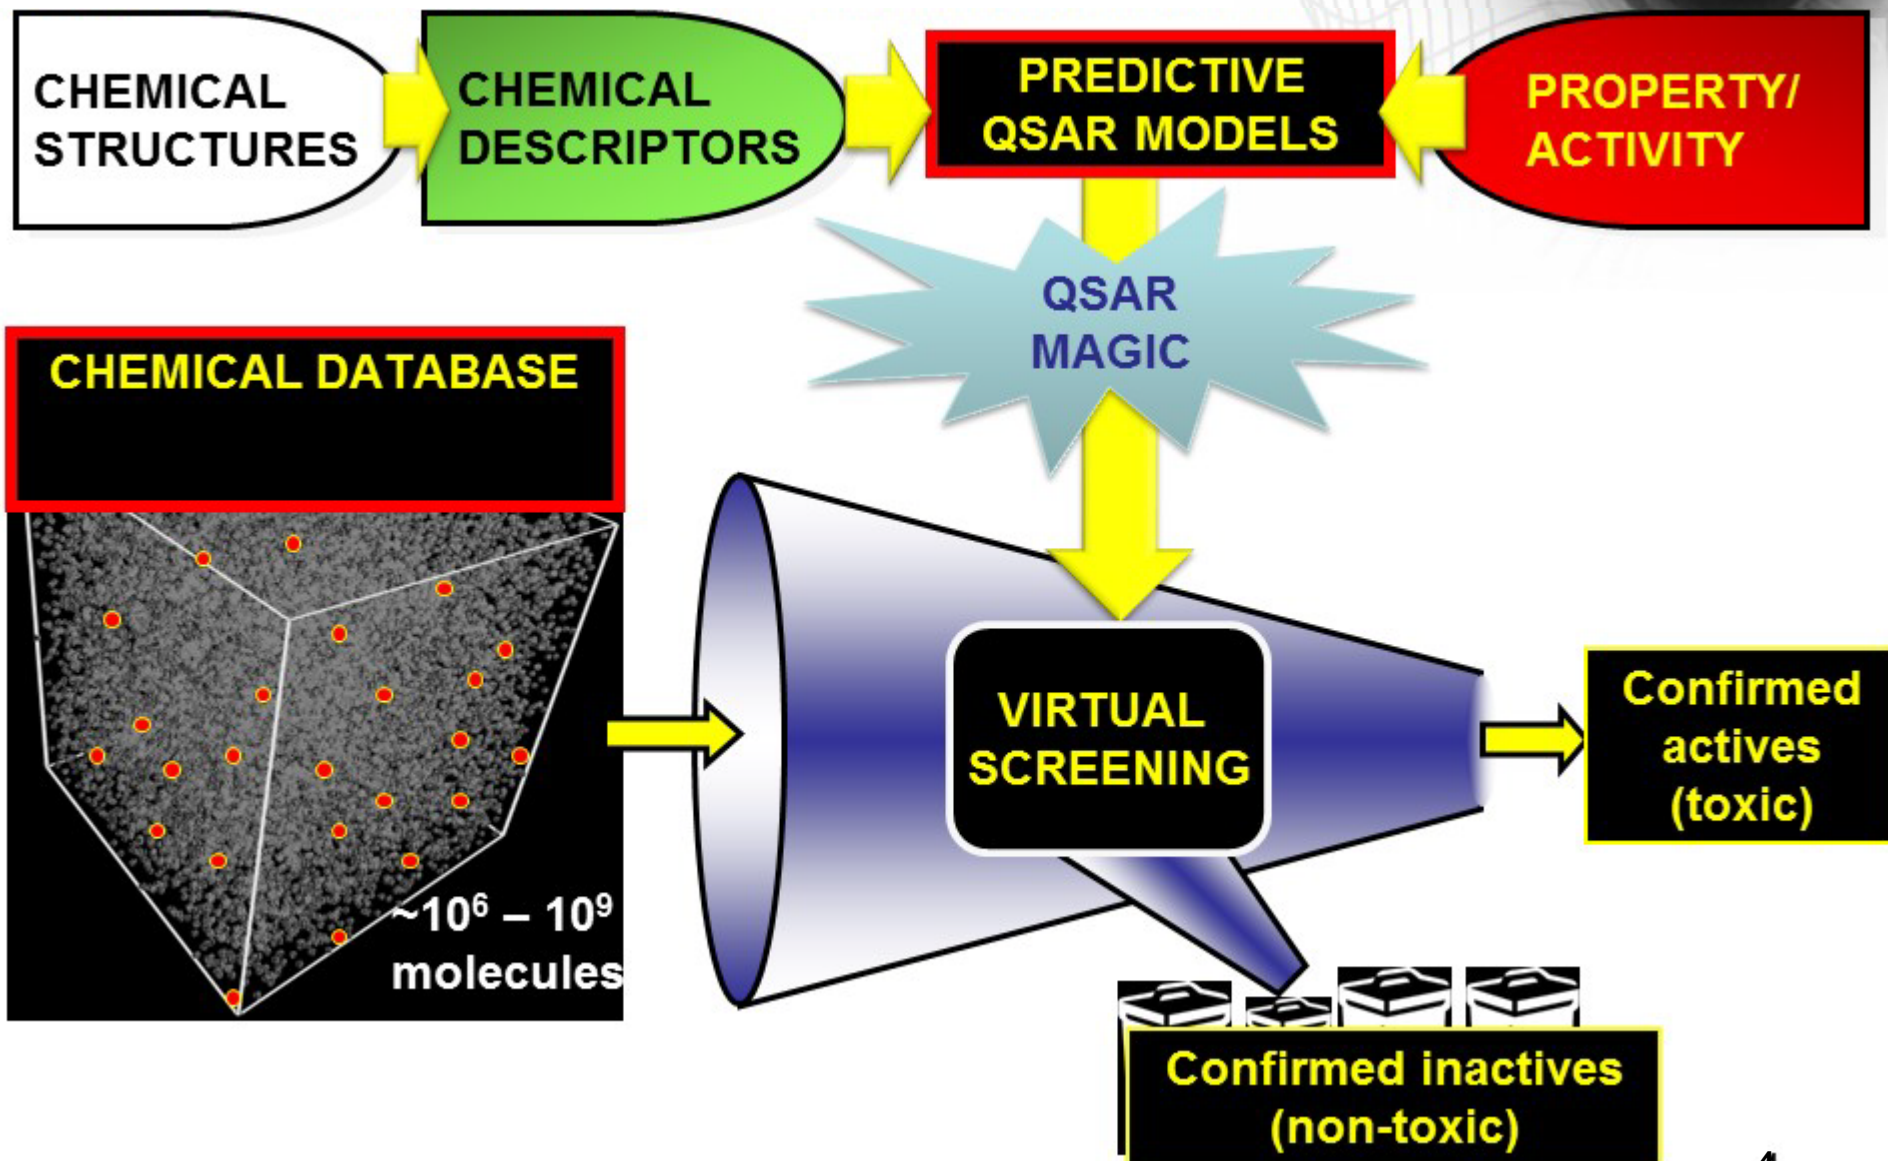 CHEMICAL
STRUCTURES
CHEMICAL
DESCRIPTORS
PREDICTIVE
QSAR MODELS
PROPERTY/
ACTIVITY
QSAR
MAGIC
CHEMICAL DATABASE
~10⁶ – 10⁹
molecules
VIRTUAL
SCREENING
Confirmed
actives
(toxic)
Confirmed inactives
(non-toxic)